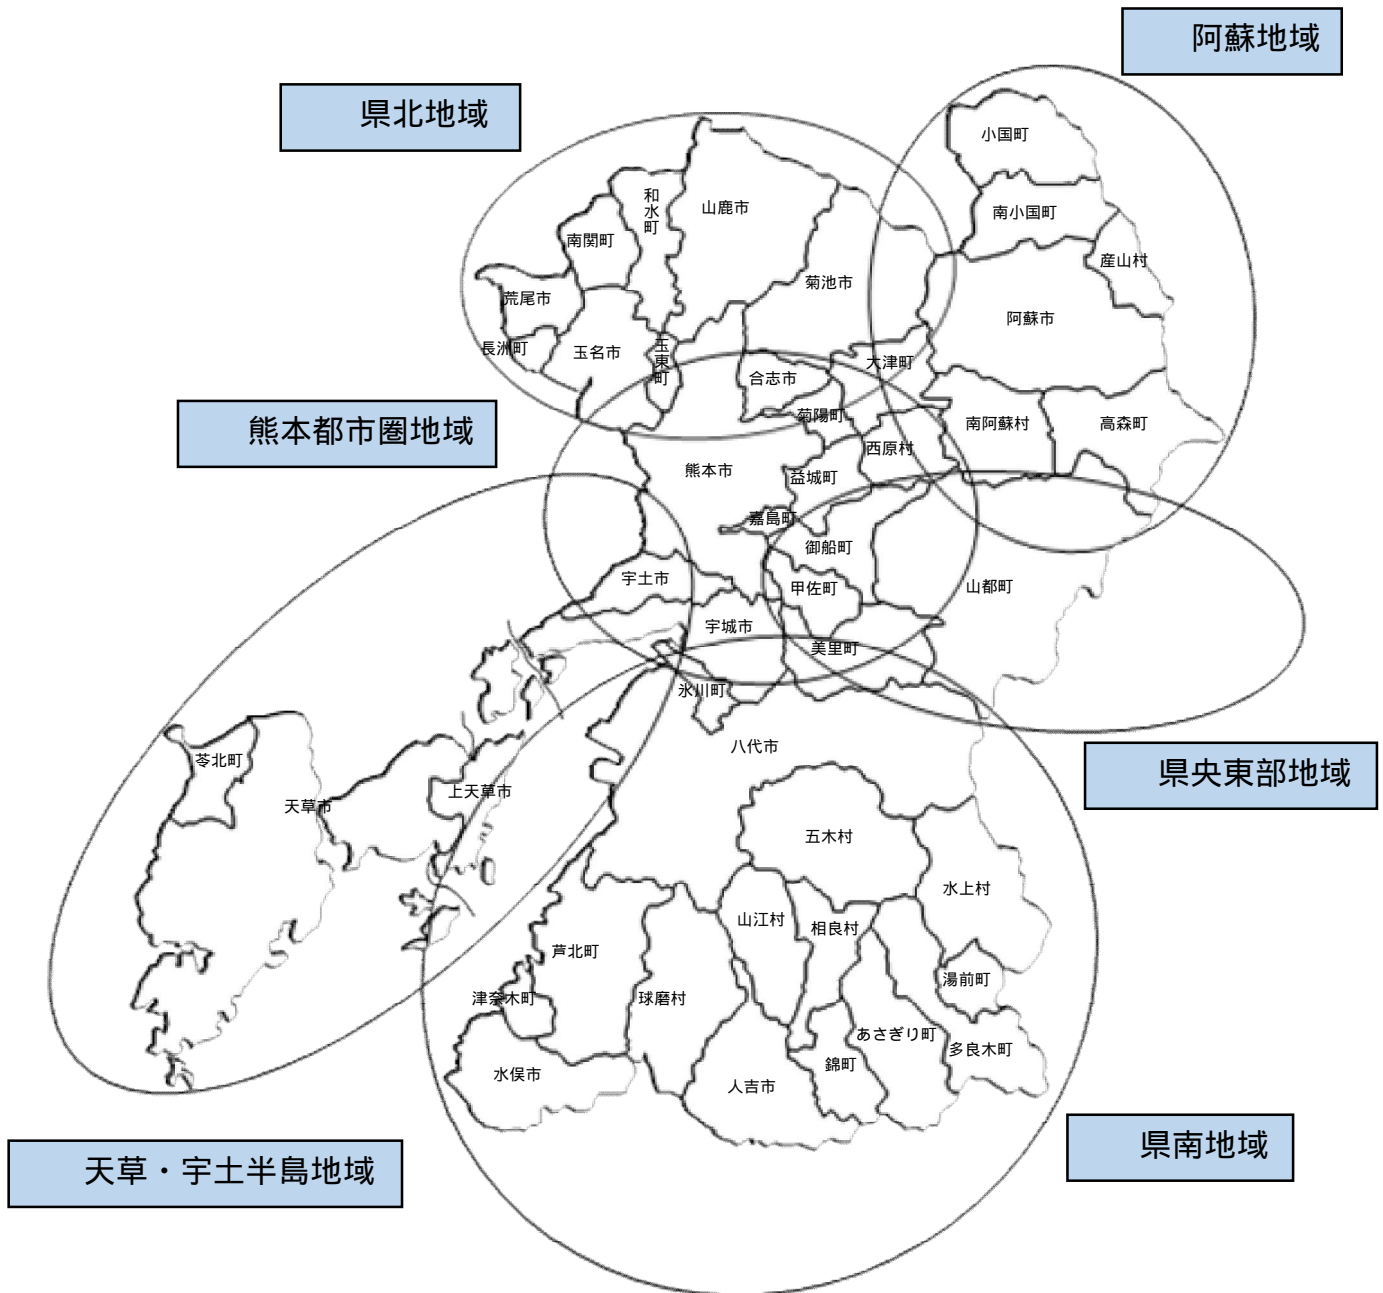 阿蘇地域
県北地域
小国町
和水町
山鹿市
南小国町
南関町
産山村
菊池市
荒尾市
阿蘇市
長洲町
玉名市
玉東町
大津町
合志市
菊陽町
南阿蘇村
高森町
熊本都市圏地域
西原村
熊本市
益城町
嘉島町
御船町
宇土市
甲佐町
山都町
宇城市
美里町
氷川町
八代市
苓北町
県央東部地域
上天草市
天草市
五木村
水上村
山江村
相良村
芦北町
湯前町
津奈木町
球磨村
あさぎり町
多良木町
錦町
水俣市
人吉市
県南地域
天草・宇土半島地域